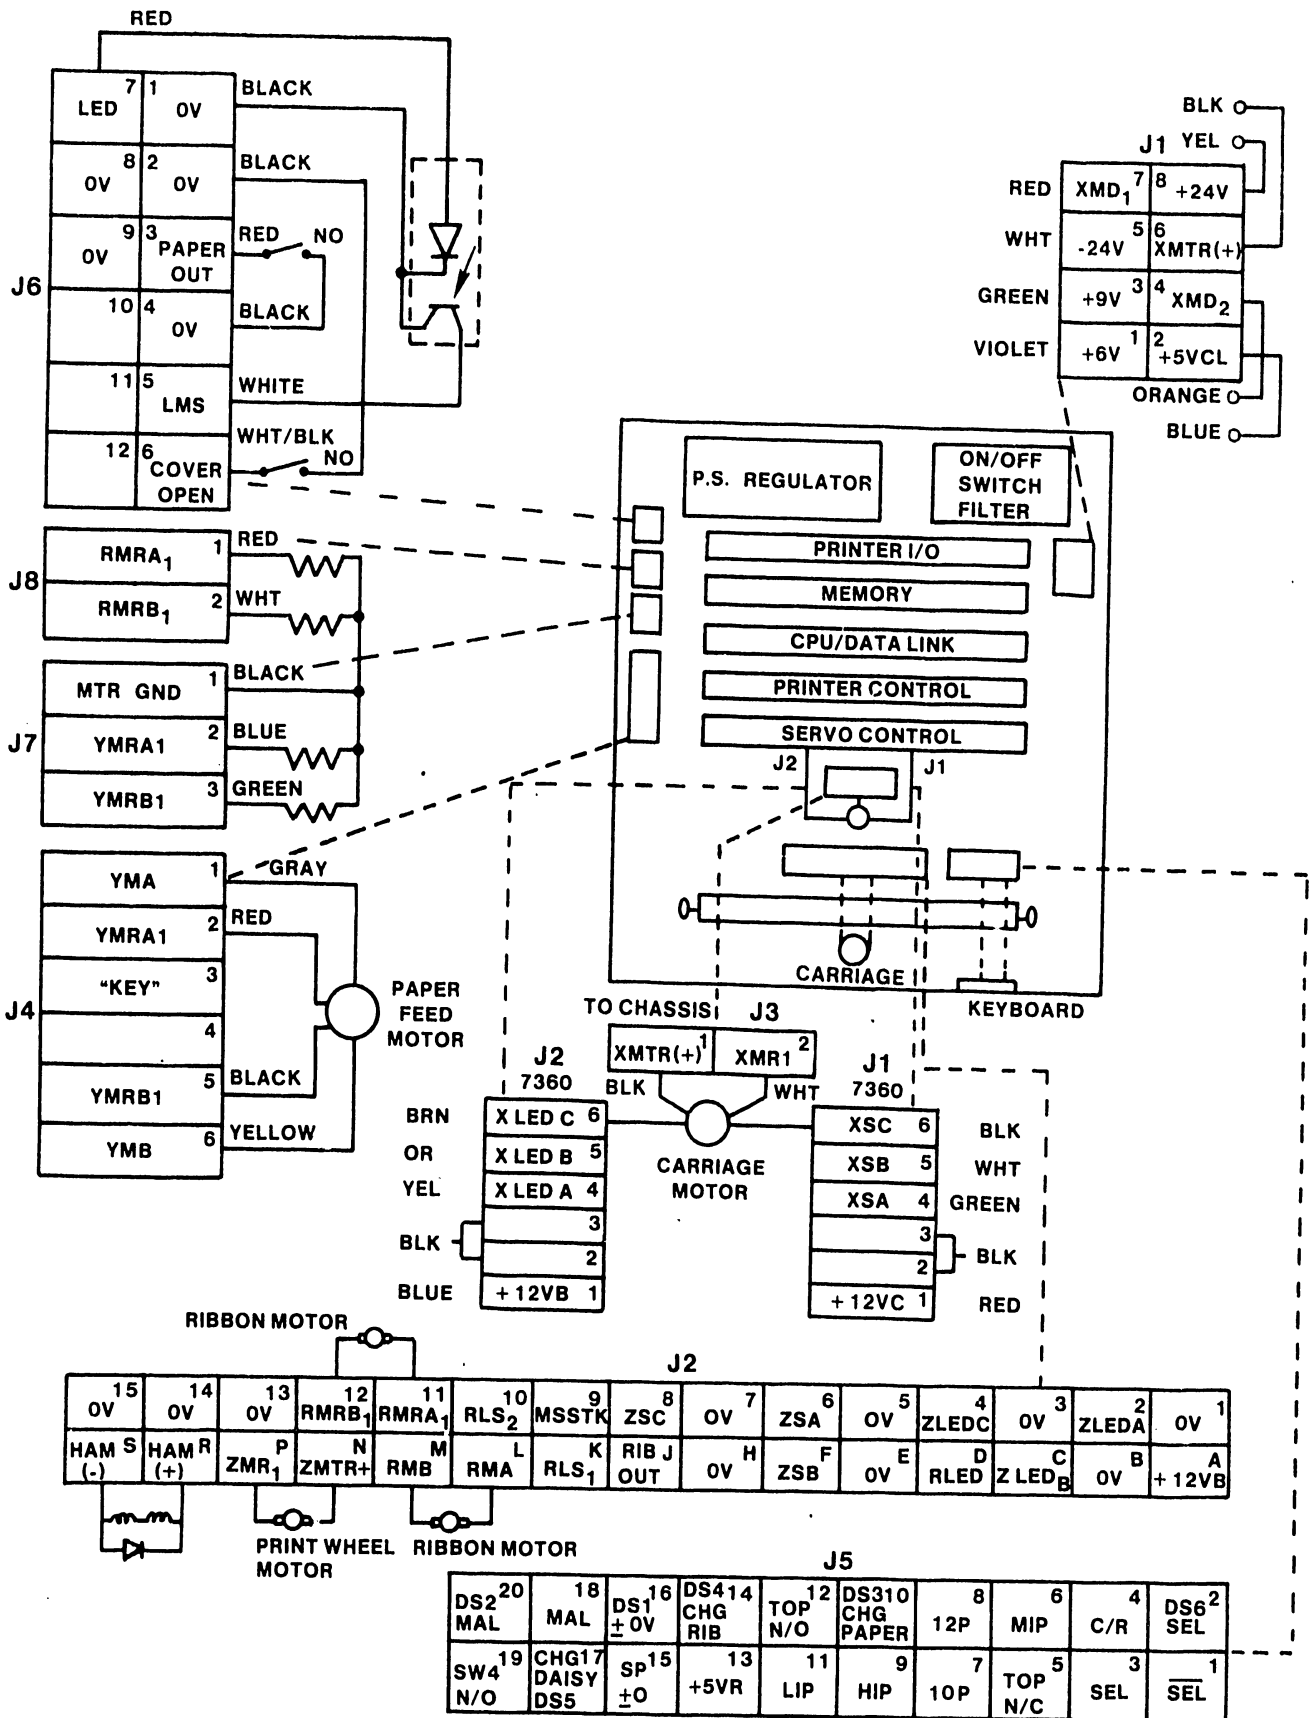 RED
J6
7 LED 1 0V BLACK
8 0V 2 0V BLACK
9 0V 3 PAPER OUT RED NO
10 4 0V BLACK
11 5 LMS WHITE
12 6 COVER OPEN WHT/BLK NO
J8
RMRA1 1 RED
RMRB1 2 WHT
J7
MTR GND 1 BLACK
YMRA1 2 BLUE
YMRB1 3 GREEN
J4
YMA 1 GRAY
YMRA1 2 RED
"KEY" 3
4
YMRB1 5 BLACK
YMB 6 YELLOW
PAPER
FEED
MOTOR
BLK
J1 YEL
RED XMD1 7 8 +24V
WHT -24V 5 6 XMTR(+)
GREEN +9V 3 4 XMD2
VIOLET +6V 1 2 +5VCL
ORANGE
BLUE
P.S. REGULATOR
ON/OFF
SWITCH
FILTER
PRINTER I/O
MEMORY
CPU/DATA LINK
PRINTER CONTROL
SERVO CONTROL
J2 J1
CARRIAGE
KEYBOARD
TO CHASSIS J3
XMTR(+) 1 XMR1 2
BLK WHT
CARRIAGE
MOTOR
J2
7360
BRN X LED C 6
OR X LED B 5
YEL X LED A 4
3
BLK
2
BLUE +12VB 1
J1
7360
XSC 6 BLK
XSB 5 WHT
XSA 4 GREEN
3
BLK
2
+12VC 1 RED
RIBBON MOTOR
J2
15 0V 14 0V 13 0V 12 RMRB1 11 RMRA1 10 RLS2 9 MSSTK 8 ZSC 7 0V 6 ZSA 5 0V 4 ZLEDC 3 0V 2 ZLEDA 1 0V
S HAM (-) R HAM (+) P ZMR1 N ZMTR+ M RMB L RMA K RLS1 J RIB OUT H 0V F ZSB E 0V D RLED C Z LEDB B 0V A +12VB
PRINT WHEEL
MOTOR
RIBBON MOTOR
J5
DS2 20 MAL 18 MAL DS1 16 ±0V DS4 14 CHG RIB TOP 12 N/O DS3 10 CHG PAPER 8 12P 6 MIP 4 C/R DS6 2 SEL
SW4 19 N/O CHG 17 DAISY DS5 SP 15 ±0 13 +5VR 11 LIP 9 HIP 7 10P TOP 5 N/C 3 SEL 1 SEL